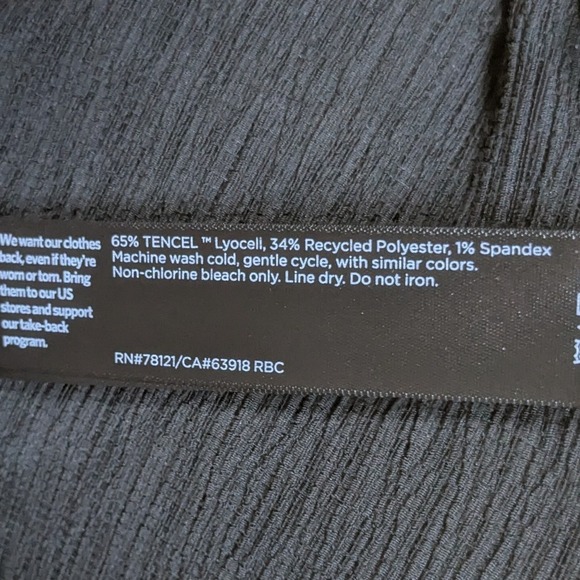 We want our clothes
back, even if they're
worn or torn. Bring
them to our US
stores and support
our take-back
program.
65% TENCEL ™ Lyocell, 34% Recycled Polyester, 1% Spandex
Machine wash cold, gentle cycle, with similar colors.
Non-chlorine bleach only. Line dry. Do not iron.
RN#78121/CA#63918 RBC